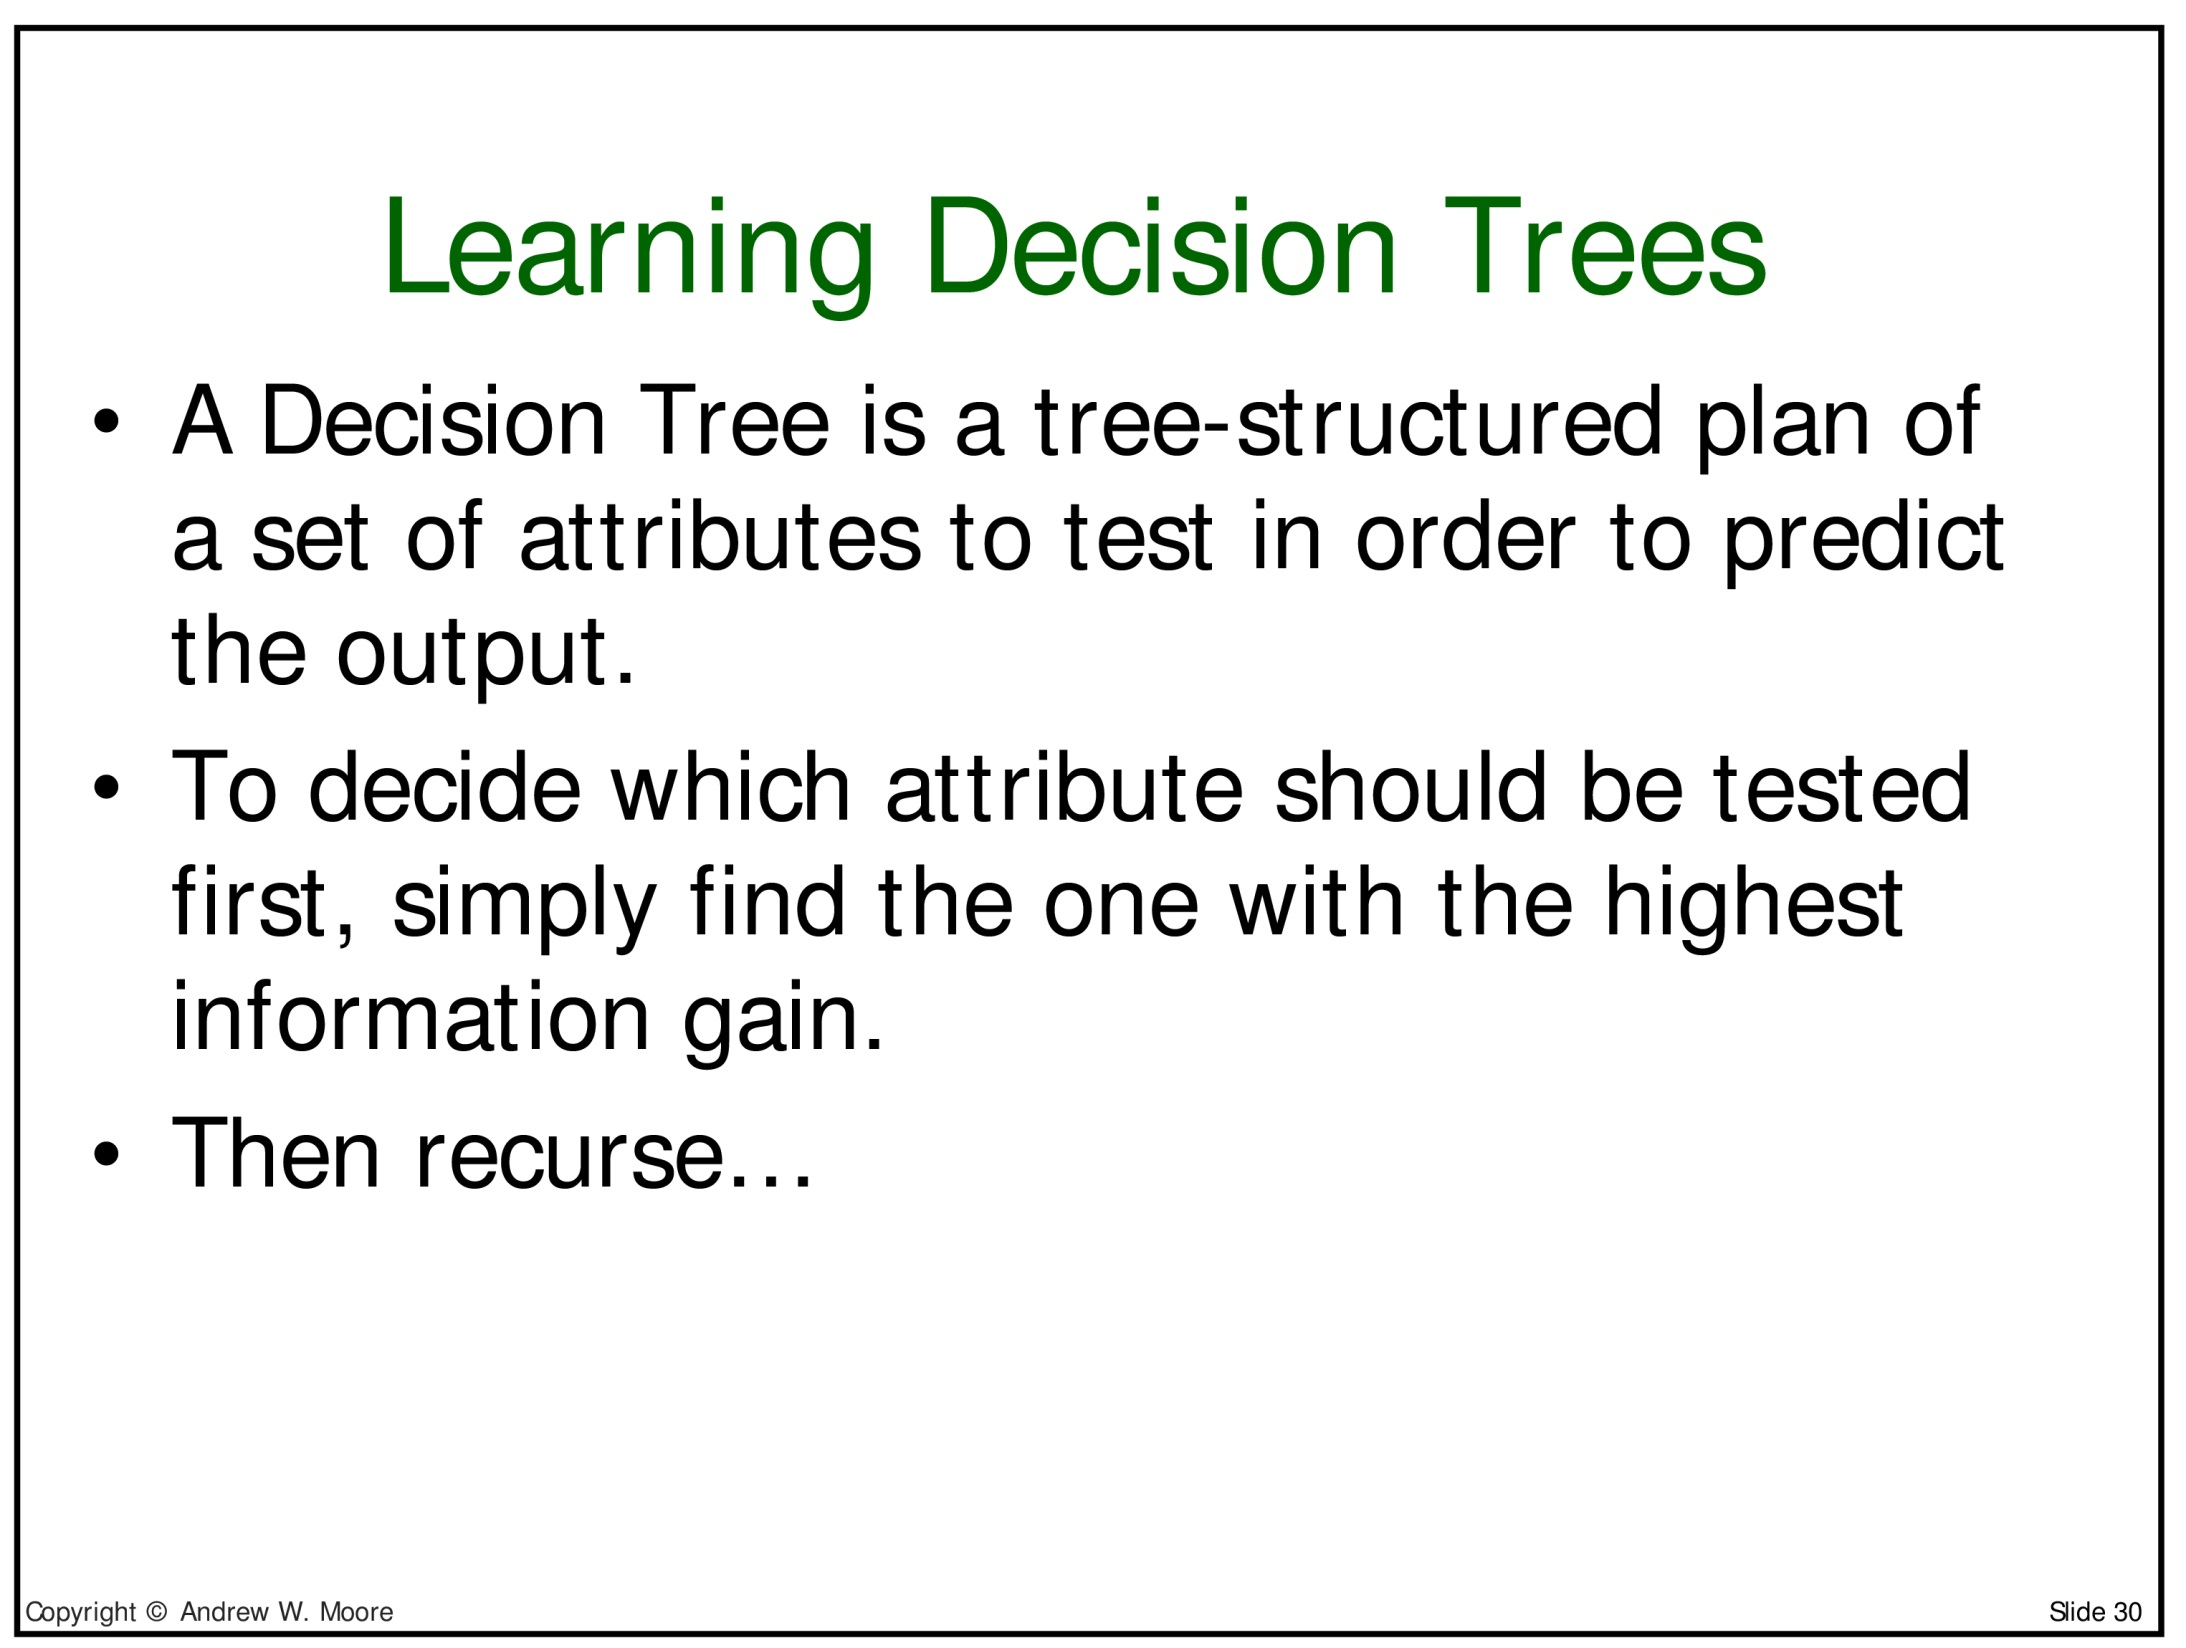 Learning Decision Trees
• A Decision Tree is a tree-structured plan of
a set of attributes to test in order to predict
the output.
• To decide which attribute should be tested
first, simply find the one with the highest
information gain.
• Then recurse…
Copyright © Andrew W. Moore
Slide 30